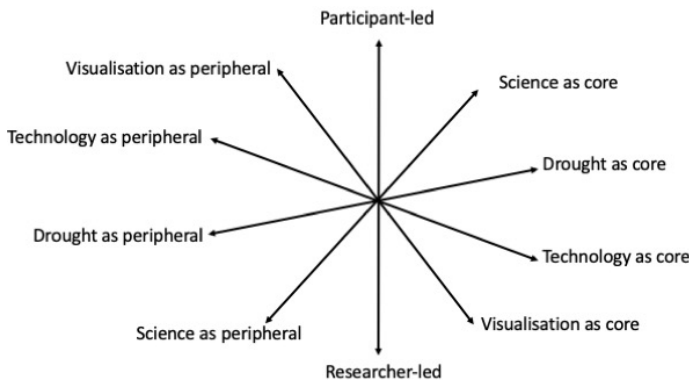 Participant-led
Visualisation as peripheral
Science as core
Technology as peripheral
Drought as core
Drought as peripheral
Technology as core
Visualisation as core
Science as peripheral
Researcher-led